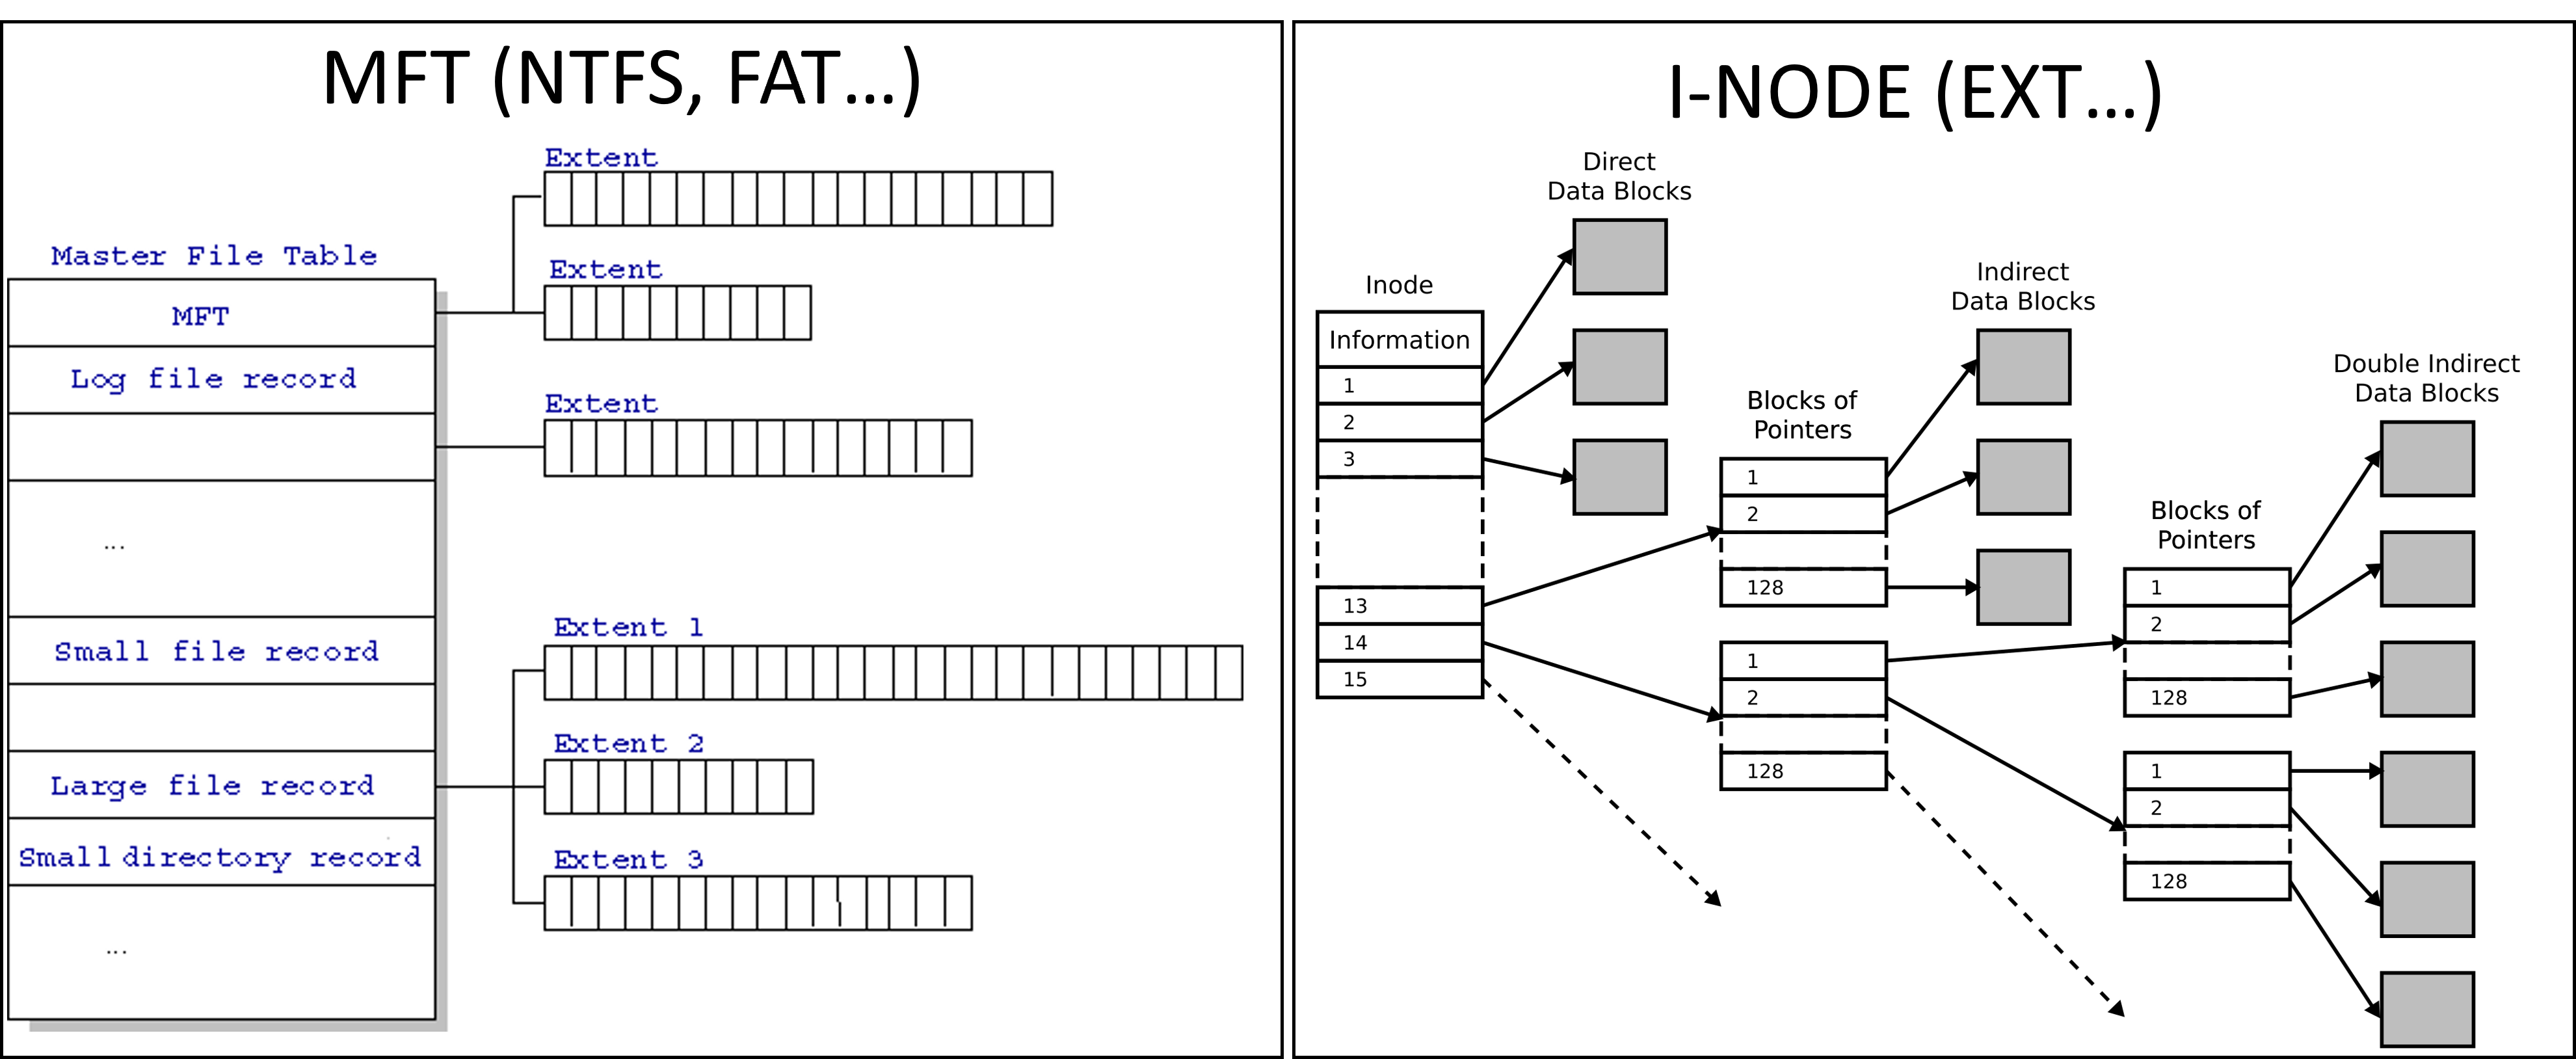 MFT (NTFS, FAT...)
Extent
Extent
Master File Table
MFT
Log file record
Extent
...
Small file record
Extent 1
Extent 2
Large file record
Small directory record
Extent 3
...
I-NODE (EXT...)
Direct
Data Blocks
Inode
Information
1
2
3
13
14
15
Indirect
Data Blocks
Blocks of
Pointers
1
2
128
1
2
128
Double Indirect
Data Blocks
Blocks of
Pointers
1
2
128
1
2
128